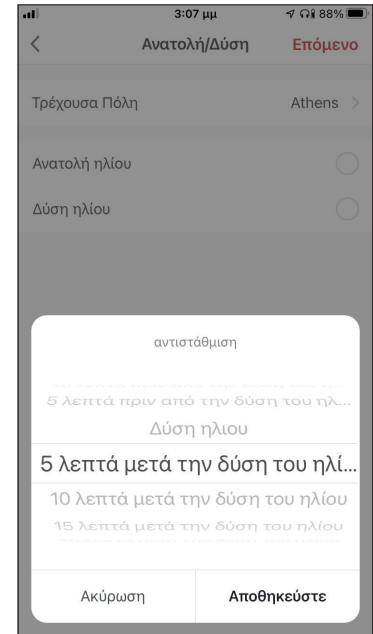 3:07 μμ
88%
Ανατολή/Δύση
Επόμενο
Τρέχουσα Πόλη
Athens
Ανατολή ηλίου
Δύση ηλίου
αντιστάθμιση
5 λεπτά πριν από την δύση του ηλ...
Δύση ηλιου
5 λεπτά μετά την δύση του ηλί...
10 λεπτά μετά την δύση του ηλίου
15 λεπτά μετά την δύση του ηλίου
Ακύρωση
Αποθηκεύστε